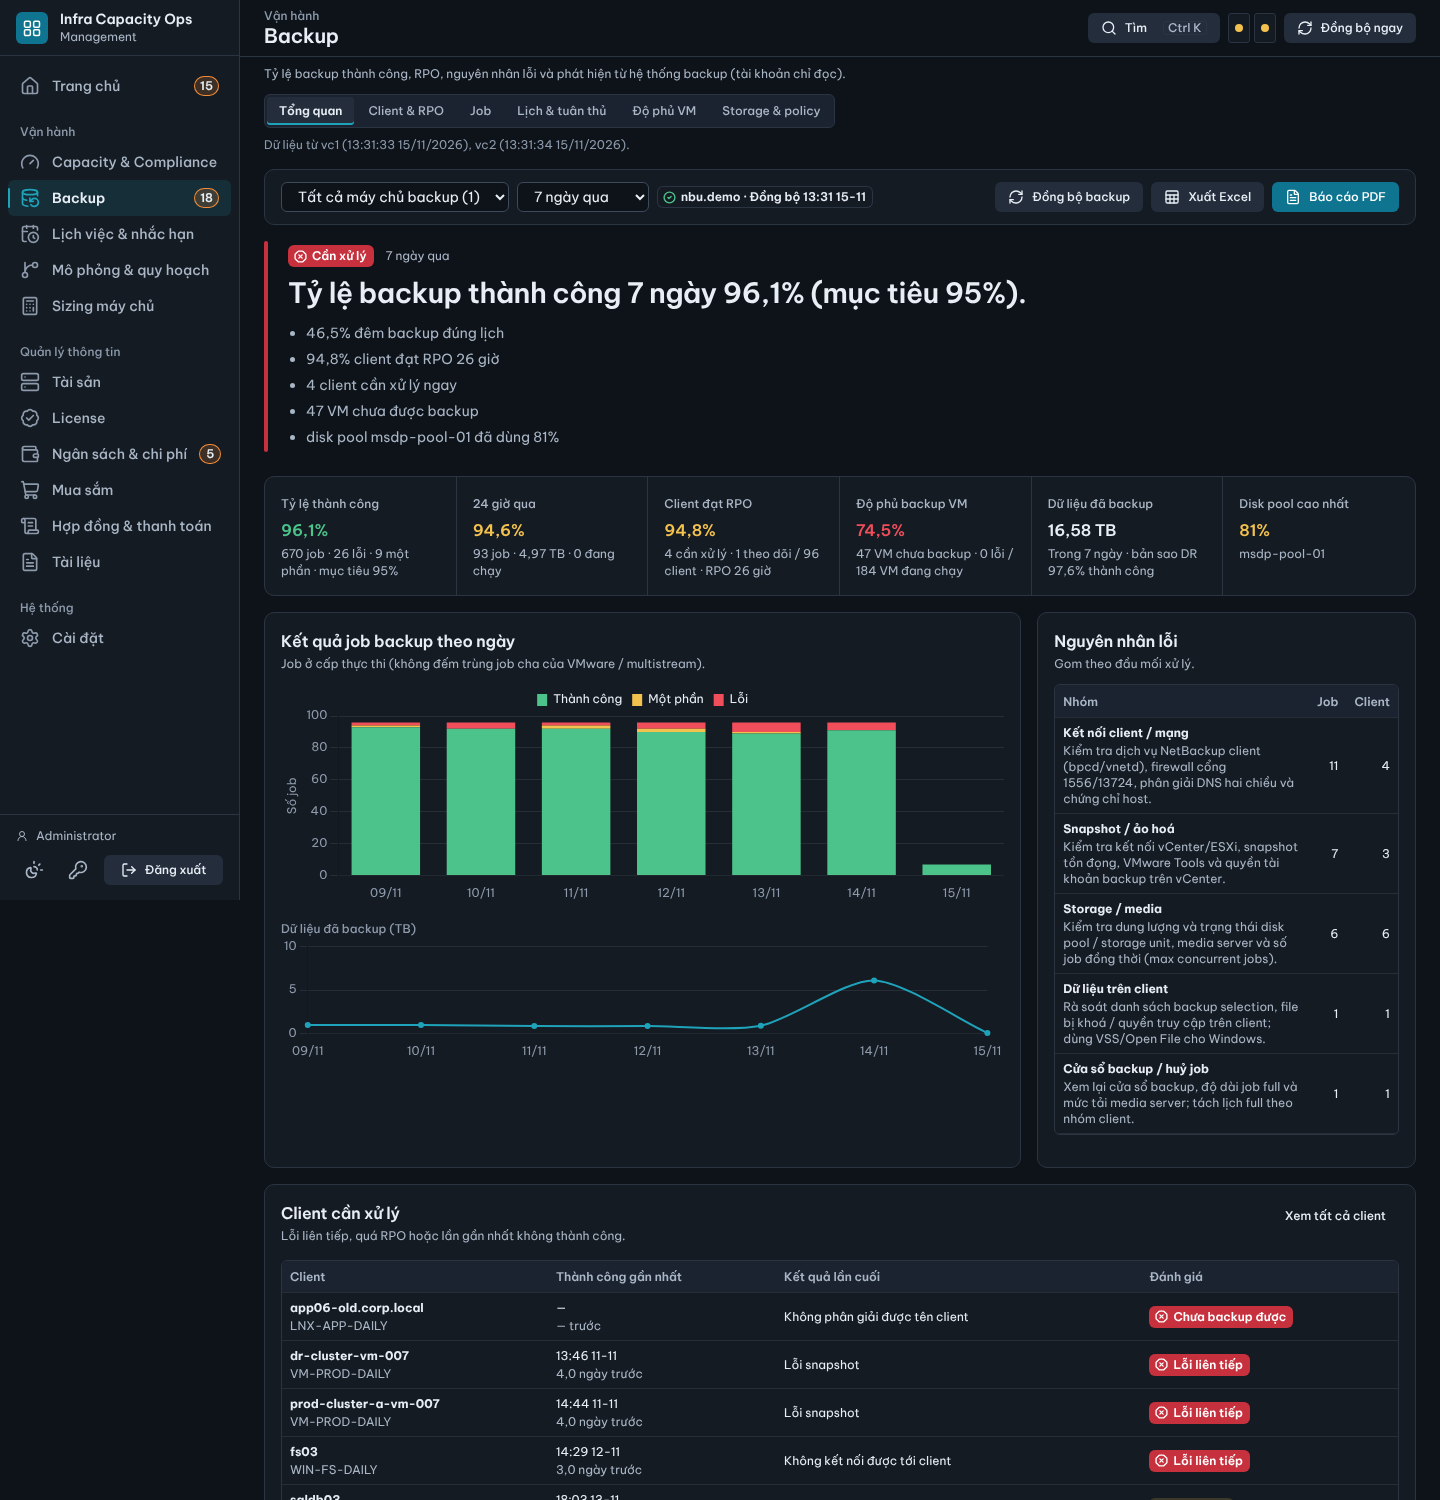 Infra Capacity Ops
Management
Trang chủ 15
Vận hành
Capacity & Compliance
Backup 18
Lịch việc & nhắc hạn
Mô phỏng & quy hoạch
Sizing máy chủ
Quản lý thông tin
Tài sản
License
Ngân sách & chi phí 5
Mua sắm
Hợp đồng & thanh toán
Tài liệu
Hệ thống
Cài đặt
Administrator
Đăng xuất
Vận hành
Backup
Tìm Ctrl K
Đồng bộ ngay
Tỷ lệ backup thành công, RPO, nguyên nhân lỗi và phát hiện từ hệ thống backup (tài khoản chỉ đọc).
Tổng quan Client & RPO Job Lịch & tuân thủ Độ phủ VM Storage & policy
Dữ liệu từ vc1 (13:31:33 15/11/2026), vc2 (13:31:34 15/11/2026).
Tất cả máy chủ backup (1) 7 ngày qua nbu.demo · Đồng bộ 13:31 15-11 Đồng bộ backup Xuất Excel Báo cáo PDF
Cần xử lý 7 ngày qua
Tỷ lệ backup thành công 7 ngày 96,1% (mục tiêu 95%).
• 46,5% đêm backup đúng lịch
• 94,8% client đạt RPO 26 giờ
• 4 client cần xử lý ngay
• 47 VM chưa được backup
• disk pool msdp-pool-01 đã dùng 81%
Tỷ lệ thành công
96,1%
670 job · 26 lỗi · 9 một
phần · mục tiêu 95%
24 giờ qua
94,6%
93 job · 4,97 TB · 0 đang
chạy
Client đạt RPO
94,8%
4 cần xử lý · 1 theo dõi / 96
client · RPO 26 giờ
Độ phủ backup VM
74,5%
47 VM chưa backup · 0 lỗi /
184 VM đang chạy
Dữ liệu đã backup
16,58 TB
Trong 7 ngày · bản sao DR
97,6% thành công
Disk pool cao nhất
81%
msdp-pool-01
Kết quả job backup theo ngày
Job ở cấp thực thi (không đếm trùng job cha của VMware / multistream).
Thành công Một phần Lỗi
Số job
100
80
60
40
20
0
09/11 10/11 11/11 12/11 13/11 14/11 15/11
Dữ liệu đã backup (TB)
10
5
0
09/11 10/11 11/11 12/11 13/11 14/11 15/11
Nguyên nhân lỗi
Gom theo đầu mối xử lý.
Nhóm Job Client
Kết nối client / mạng
Kiểm tra dịch vụ NetBackup client
(bpcd/vnetd), firewall cổng
1556/13724, phân giải DNS hai chiều và
chứng chỉ host.
11 4
Snapshot / ảo hoá
Kiểm tra kết nối vCenter/ESXi, snapshot
tồn đọng, VMware Tools và quyền tài
khoản backup trên vCenter.
7 3
Storage / media
Kiểm tra dung lượng và trạng thái disk
pool / storage unit, media server và số
job đồng thời (max concurrent jobs).
6 6
Dữ liệu trên client
Rà soát danh sách backup selection, file
bị khoá / quyền truy cập trên client;
dùng VSS/Open File cho Windows.
1 1
Cửa sổ backup / huỷ job
Xem lại cửa sổ backup, độ dài job full và
mức tải media server; tách lịch full theo
nhóm client.
1 1
Client cần xử lý
Lỗi liên tiếp, quá RPO hoặc lần gần nhất không thành công.
Xem tất cả client
Client Thành công gần nhất Kết quả lần cuối Đánh giá
app06-old.corp.local
LNX-APP-DAILY
—
— trước
Không phân giải được tên client
Chưa backup được
dr-cluster-vm-007
VM-PROD-DAILY
13:46 11-11
4,0 ngày trước
Lỗi snapshot
Lỗi liên tiếp
prod-cluster-a-vm-007
VM-PROD-DAILY
14:44 11-11
4,0 ngày trước
Lỗi snapshot
Lỗi liên tiếp
fs03
WIN-FS-DAILY
14:29 12-11
3,0 ngày trước
Không kết nối được tới client
Lỗi liên tiếp